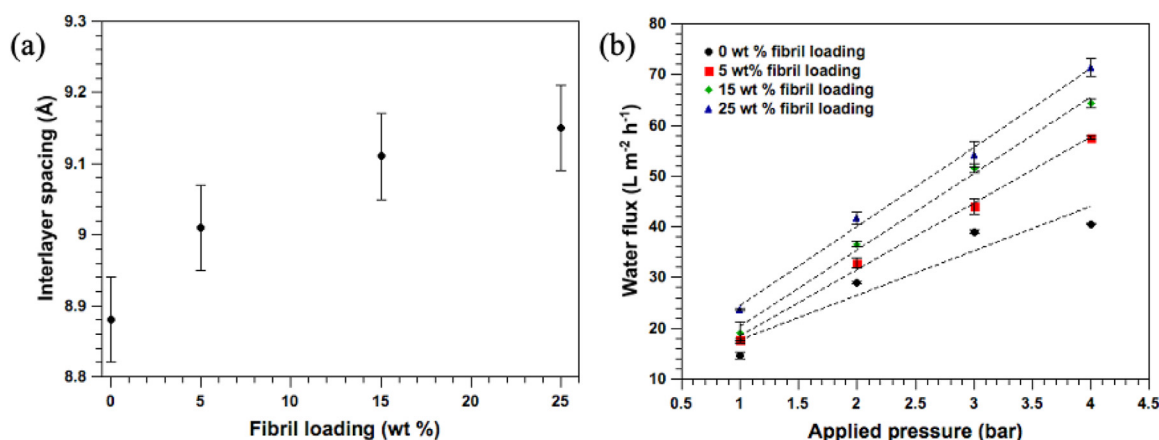 (a)
Interlayer spacing (Å)
9.3
9.2
9.1
9
8.9
8.8
0 5 10 15 20 25
Fibril loading (wt %)
(b)
Water flux (L m⁻² h⁻¹)
80
70
60
50
40
30
20
10
0 wt % fibril loading
5 wt% fibril loading
15 wt % fibril loading
25 wt % fibril loading
0.5 1 1.5 2 2.5 3 3.5 4 4.5
Applied pressure (bar)